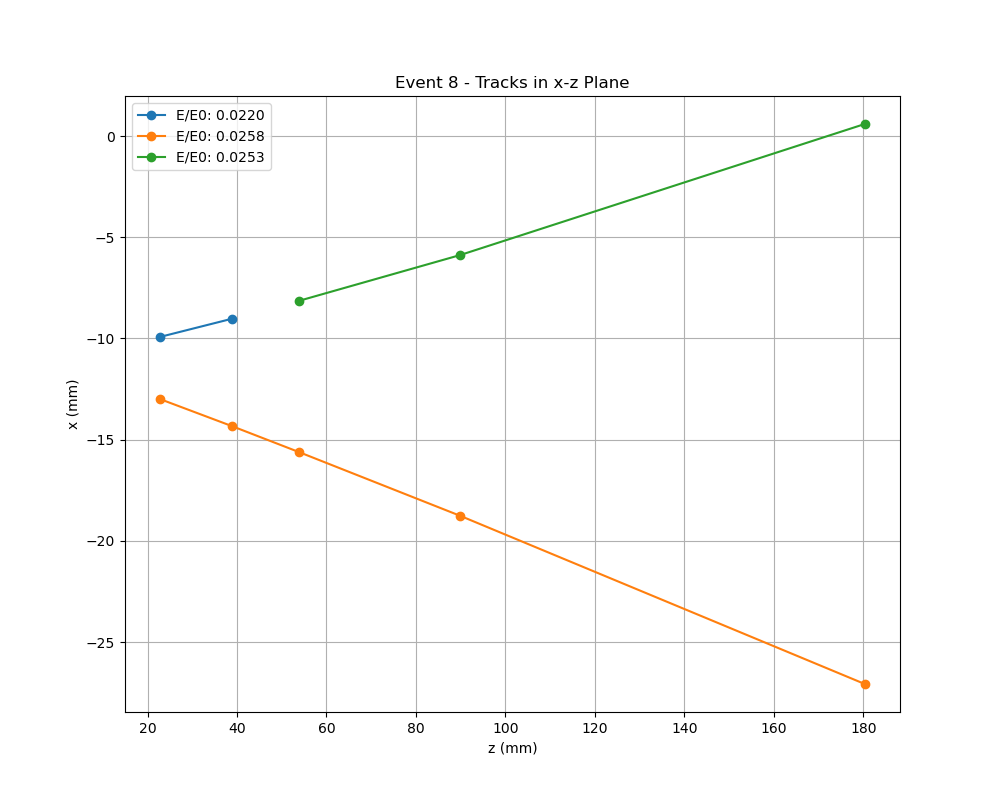 Event 8 - Tracks in x-z Plane
E/E0: 0.0220
E/E0: 0.0258
E/E0: 0.0253
0
−5
−10
−15
−20
−25
x (mm)
20 40 60 80 100 120 140 160 180
z (mm)